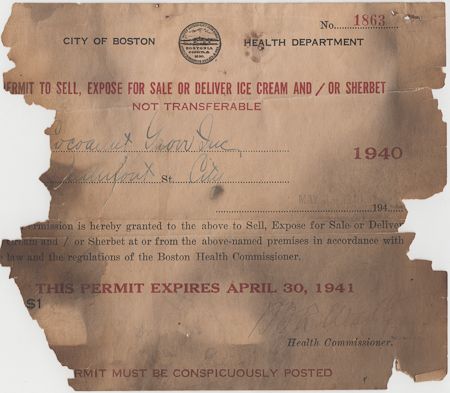 No. 1863
CITY OF BOSTON HEALTH DEPARTMENT
BOSTONIA
ERMIT TO SELL, EXPOSE FOR SALE OR DELIVER ICE CREAM AND / OR SHERBET
NOT TRANSFERABLE
Cocoanut Grove Inc.
1940
St.
MAY
194
ermission is hereby granted to the above to Sell, Expose for Sale or Deliver
Cream and / or Sherbet at or from the above-named premises in accordance with
law and the regulations of the Boston Health Commissioner.
THIS PERMIT EXPIRES APRIL 30, 1941
$1
Health Commissioner.
RMIT MUST BE CONSPICUOUSLY POSTED